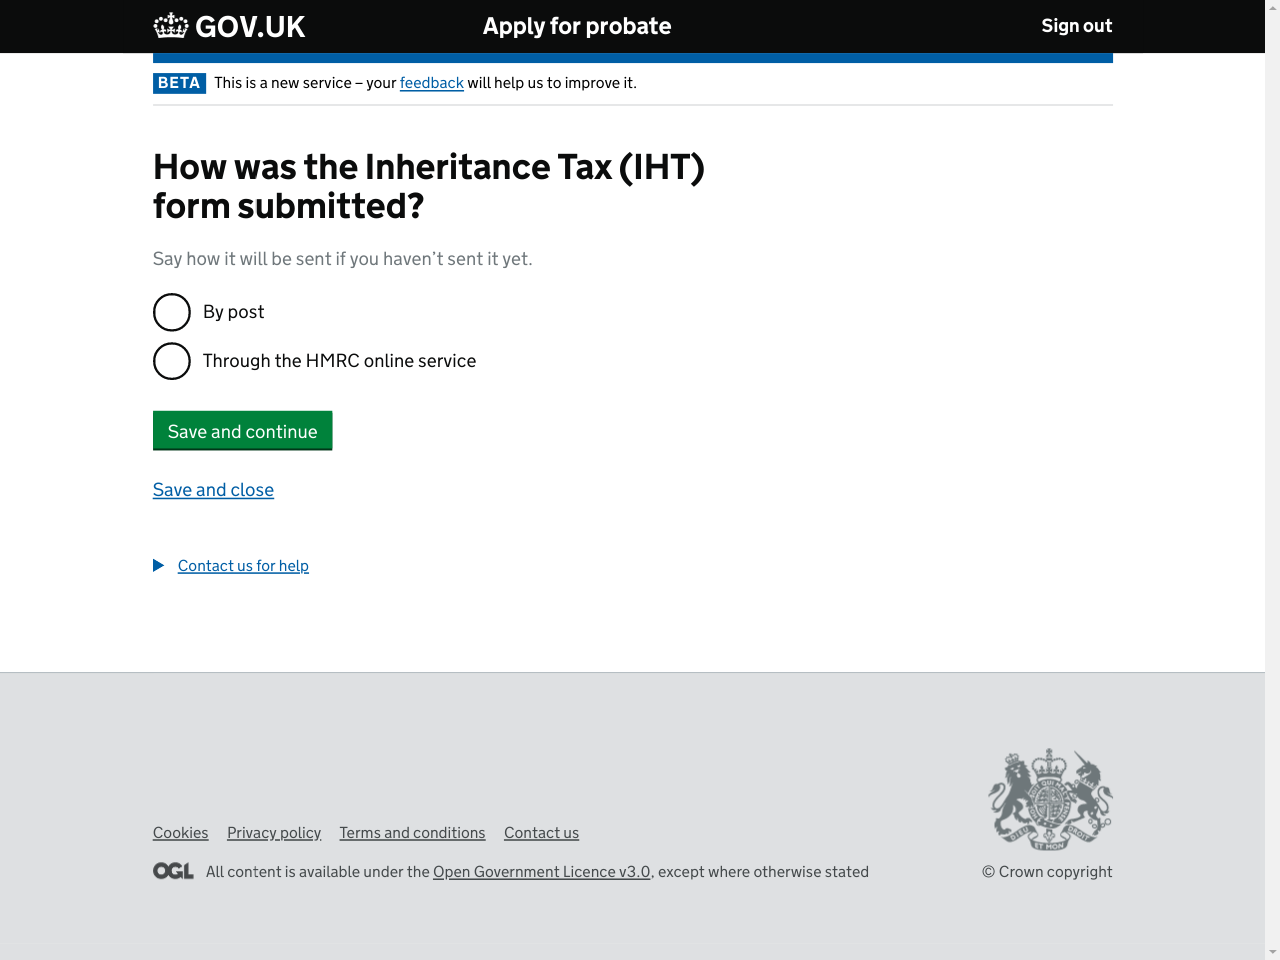 GOV.UK Apply for probate Sign out
BETA This is a new service – your feedback will help us to improve it.
How was the Inheritance Tax (IHT)
form submitted?
Say how it will be sent if you haven't sent it yet.
By post
Through the HMRC online service
Save and continue
Save and close
Contact us for help
Cookies Privacy policy Terms and conditions Contact us
OGL All content is available under the Open Government Licence v3.0, except where otherwise stated
© Crown copyright